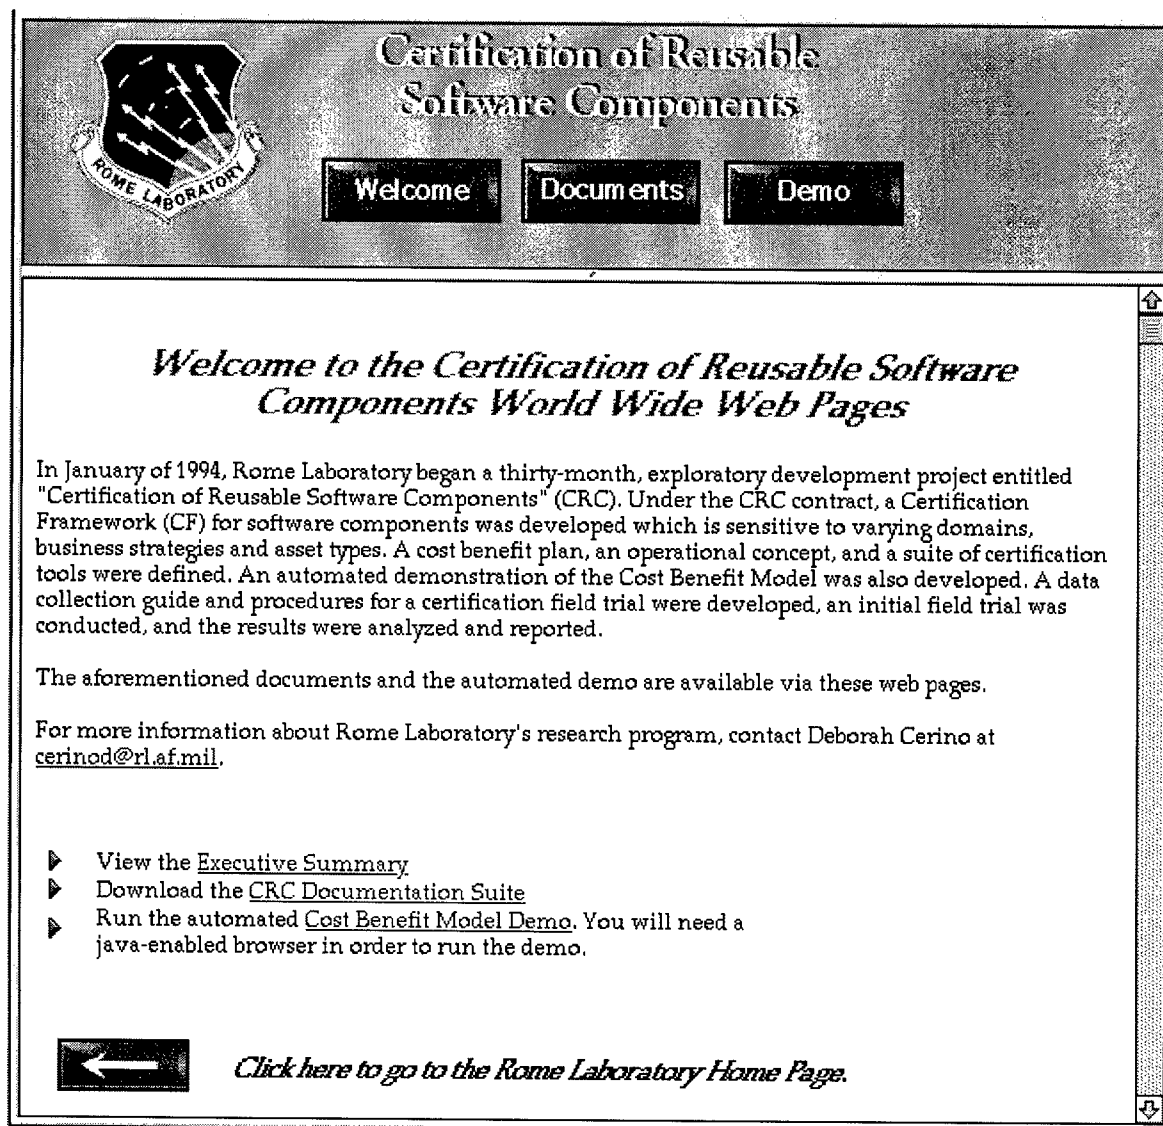 Certification of Reusable
Software Components
ROME LABORATORY
Welcome
Documents
Demo
Welcome to the Certification of Reusable Software
Components World Wide Web Pages
In January of 1994, Rome Laboratory began a thirty-month, exploratory development project entitled
"Certification of Reusable Software Components" (CRC). Under the CRC contract, a Certification
Framework (CF) for software components was developed which is sensitive to varying domains,
business strategies and asset types. A cost benefit plan, an operational concept, and a suite of certification
tools were defined. An automated demonstration of the Cost Benefit Model was also developed. A data
collection guide and procedures for a certification field trial were developed, an initial field trial was
conducted, and the results were analyzed and reported.
The aforementioned documents and the automated demo are available via these web pages.
For more information about Rome Laboratory's research program, contact Deborah Cerino at
cerinod@rl.af.mil.
View the Executive Summary
Download the CRC Documentation Suite
Run the automated Cost Benefit Model Demo. You will need a
java-enabled browser in order to run the demo.
Click here to go to the Rome Laboratory Home Page.